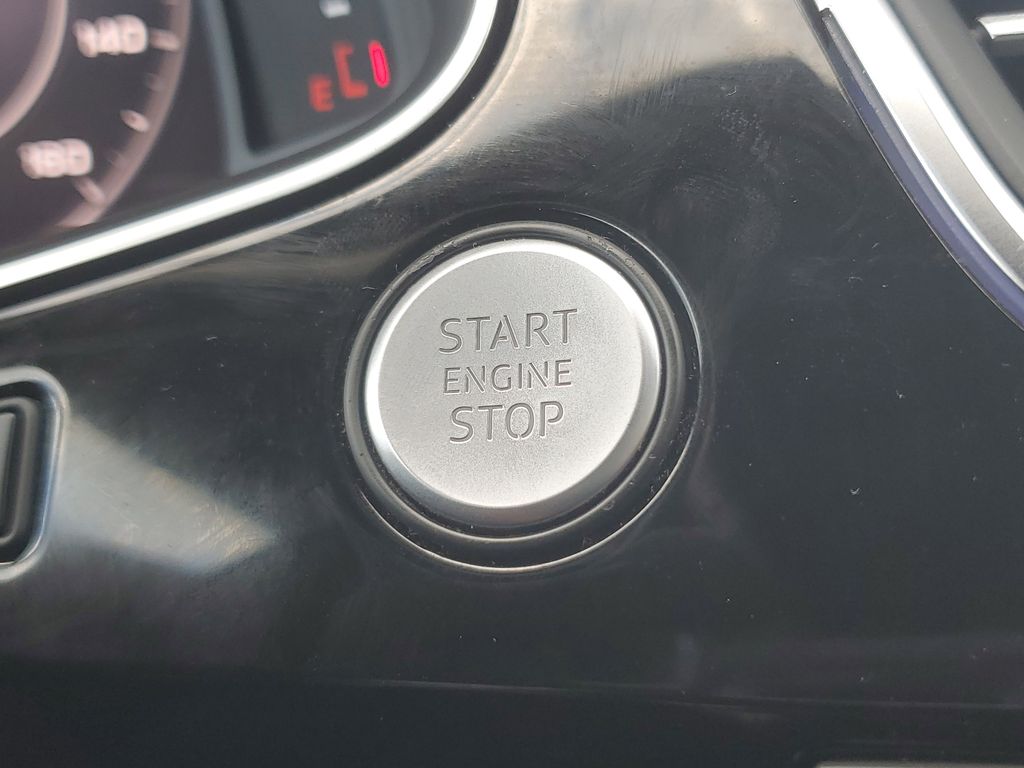 140
160
E
START
ENGINE
STOP